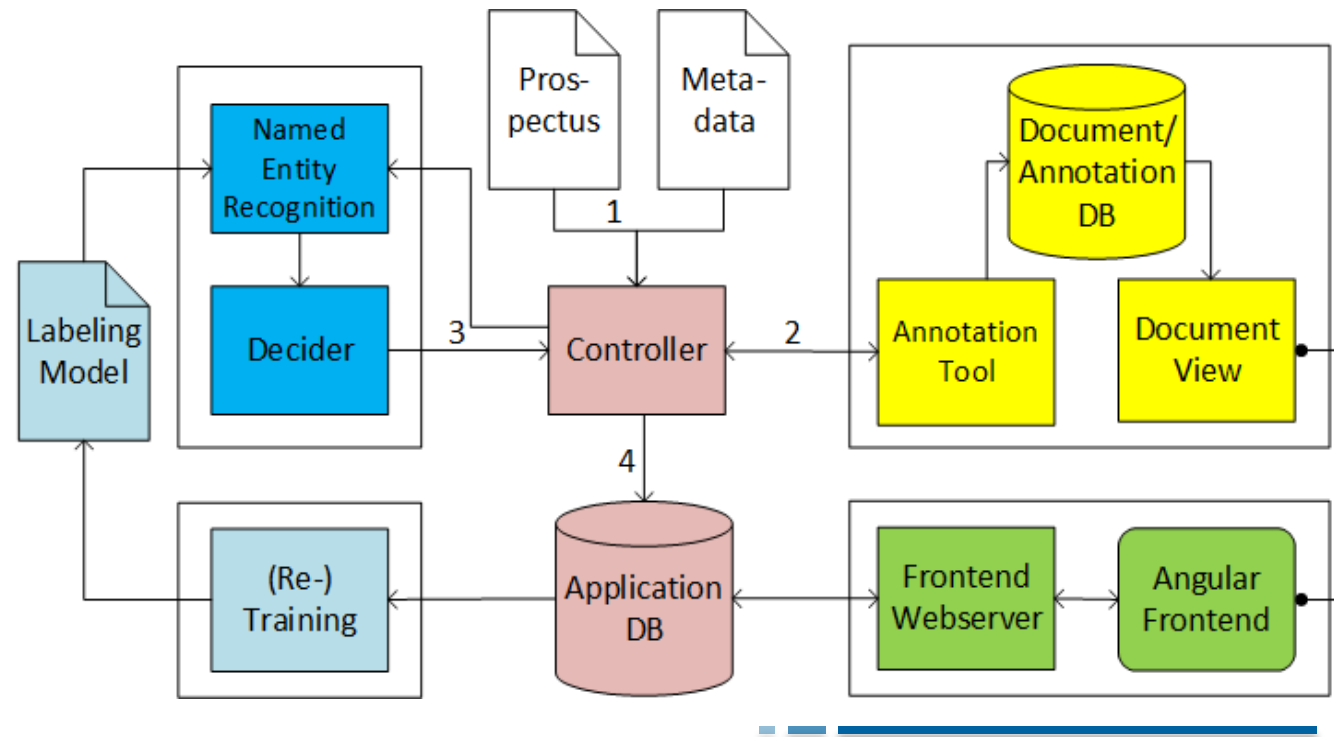 Pros-
pectus
Meta-
data
1
Named
Entity
Recognition
Document/
Annotation
DB
Labeling
Model
Decider
3
Controller
2
Annotation
Tool
Document
View
4
(Re-)
Training
Application
DB
Frontend
Webserver
Angular
Frontend